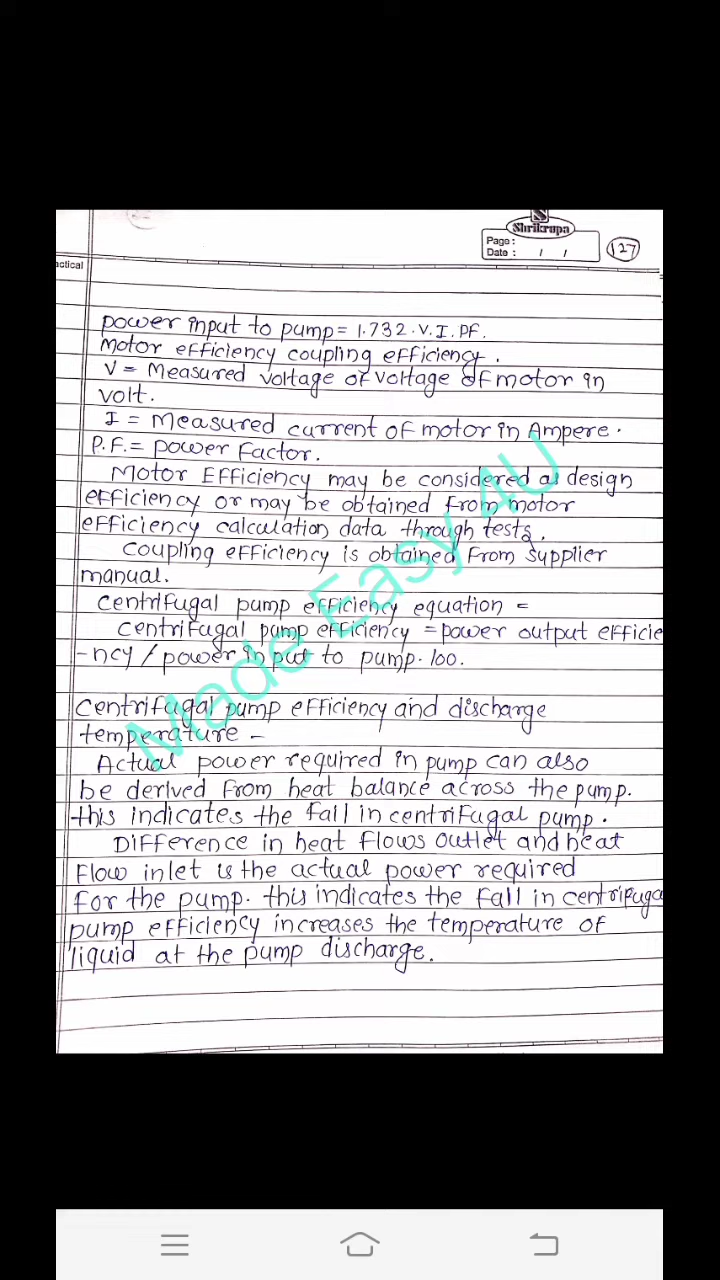 S
Shrikrupa
Page :
Date : / /
127
actical
power input to pump = 1.732.V.I.PF.
Motor efficiency coupling efficiency.
V = Measured voltage of voltage of motor in
volt.
I = Measured current of motor in Ampere.
P.F. = power Factor.
Motor Efficiency may be considered as design
efficiency or may be obtained from motor
efficiency calculation data through tests.
Coupling efficiency is obtained from supplier
manual.
Centrifugal pump efficiency equation =
Centrifugal pump efficiency = power output efficie
-ncy / power input to pump. 100.
Centrifugal pump efficiency and discharge
temperature -
Actual power required in pump can also
be derived from heat balance across the pump.
this indicates the fall in centrifugal pump.
Difference in heat flows outlet and heat
Flow inlet is the actual power required
for the pump. this indicates the fall in centrifuga
pump efficiency increases the temperature of
liquid at the pump discharge.
Made Easy 4U